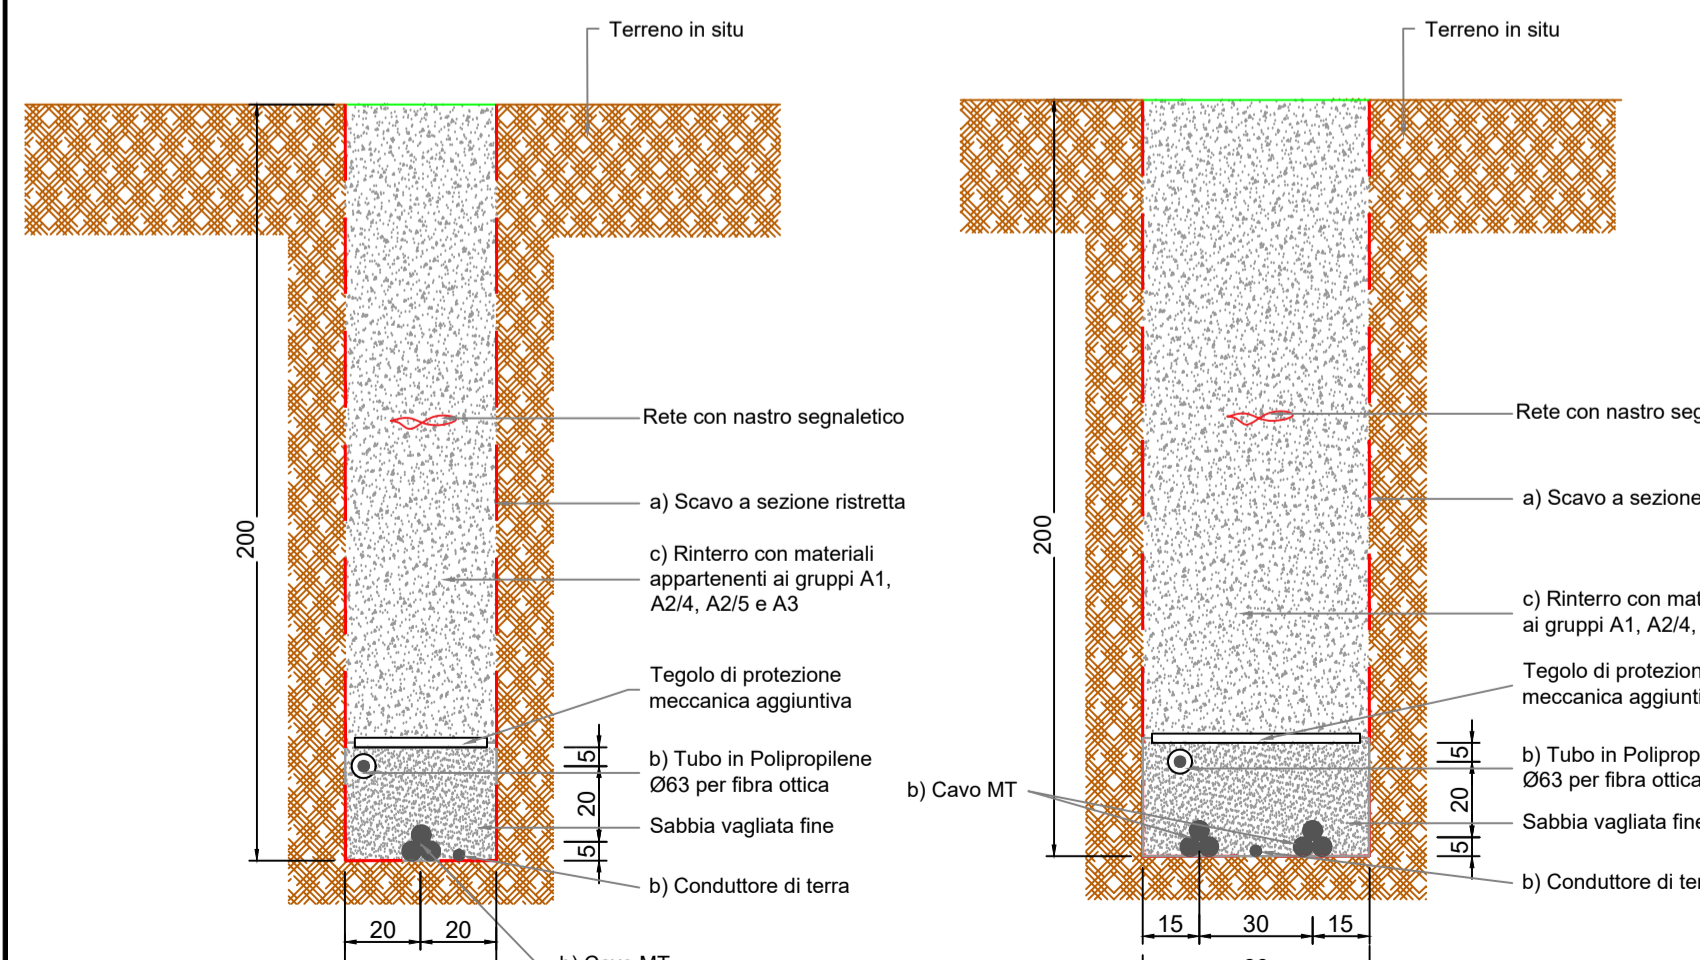 Terreno in situ
Rete con nastro segnaletico
a) Scavo a sezione ristretta
c) Rinterro con materiali
appartenenti ai gruppi A1,
A2/4, A2/5 e A3
Tegolo di protezione
meccanica aggiuntiva
b) Tubo in Polipropilene
Ø63 per fibra ottica
Sabbia vagliata fine
b) Conduttore di terra
200
5
20
5
20 20
b) Cavo MT
Terreno in situ
Rete con nastro seg
a) Scavo a sezione
c) Rinterro con mat
ai gruppi A1, A2/4,
Tegolo di protezion
meccanica aggiunti
b) Tubo in Poliprop
Ø63 per fibra ottica
Sabbia vagliata fine
b) Conduttore di ter
b) Cavo MT
200
5
20
5
15 30 15